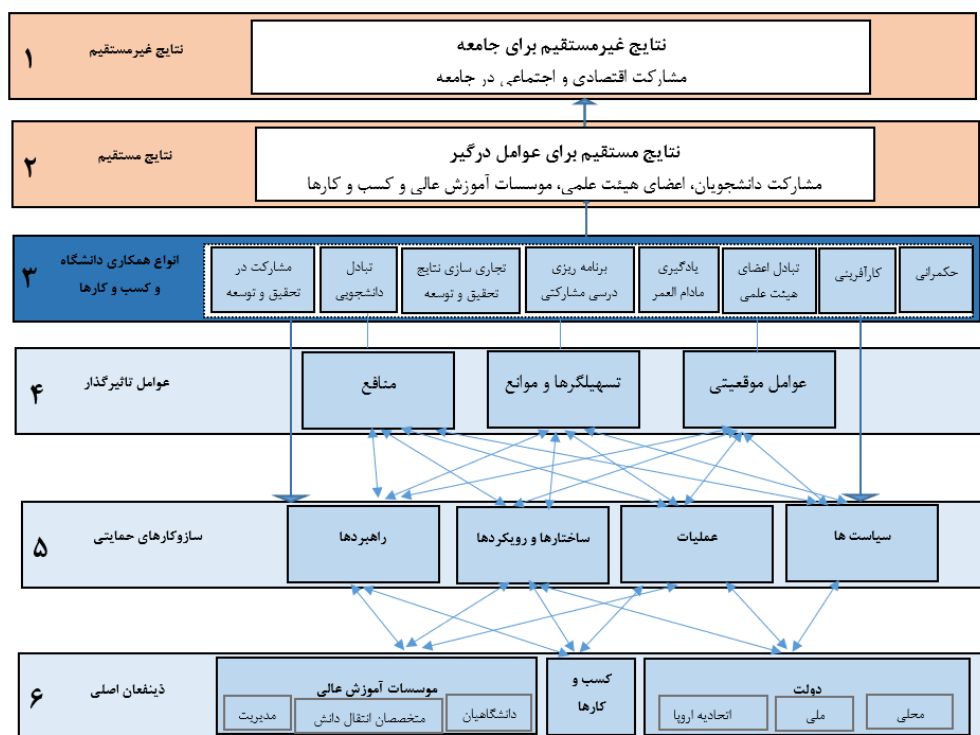 ۱
نتایج غیرمستقیم
نتایج غیرمستقیم برای جامعه
مشارکت اقتصادی و اجتماعی در جامعه
۲
نتایج مستقیم
نتایج مستقیم برای عوامل درگیر
مشارکت دانشجویان، اعضای هیئت علمی، موسسات آموزش عالی و کسب و کارها
۳
انواع همکاری دانشگاه
و کسب و کارها
حکمرانی
کارآفرینی
تبادل اعضای
هیئت علمی
یادگیری
مادام العمر
برنامه ریزی
درسی مشارکتی
تجاری سازی نتایج
تحقیق و توسعه
تبادل
دانشجویی
مشارکت در
تحقیق و توسعه
۴
عوامل تاثیرگذار
عوامل موقعیتی
تسهیلگرها و موانع
منافع
۵
سازوکارهای حمایتی
سیاست ها
عملیات
ساختارها و رویکردها
راهبردها
۶
ذینفعان اصلی
دولت
محلی
ملی
اتحادیه اروپا
کسب و
کارها
موسسات آموزش عالی
دانشگاهیان
متخصصان انتقال دانش
مدیریت